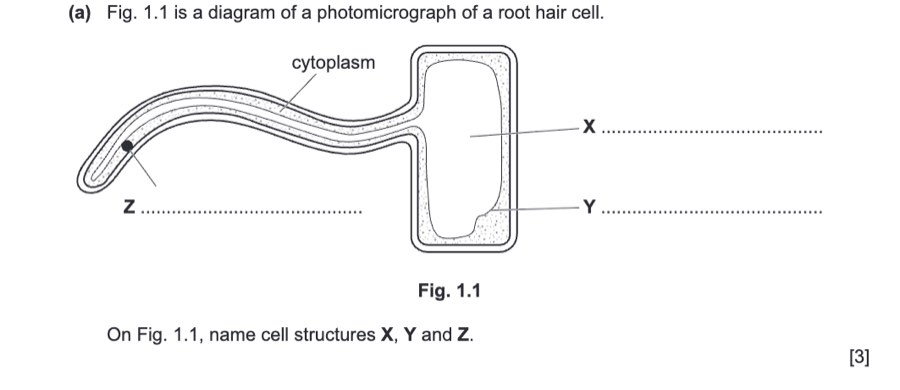 (a) Fig. 1.1 is a diagram of a photomicrograph of a root hair cell.
cytoplasm
X ......................................
Z ......................................
Y ......................................
Fig. 1.1
On Fig. 1.1, name cell structures X, Y and Z.
[3]